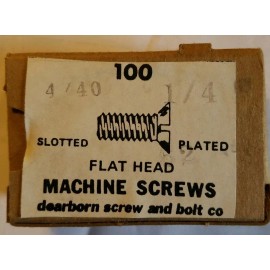 100
4/40 1/4
SLOTTED PLATED
FLAT HEAD
MACHINE SCREWS
dearborn screw and bolt co